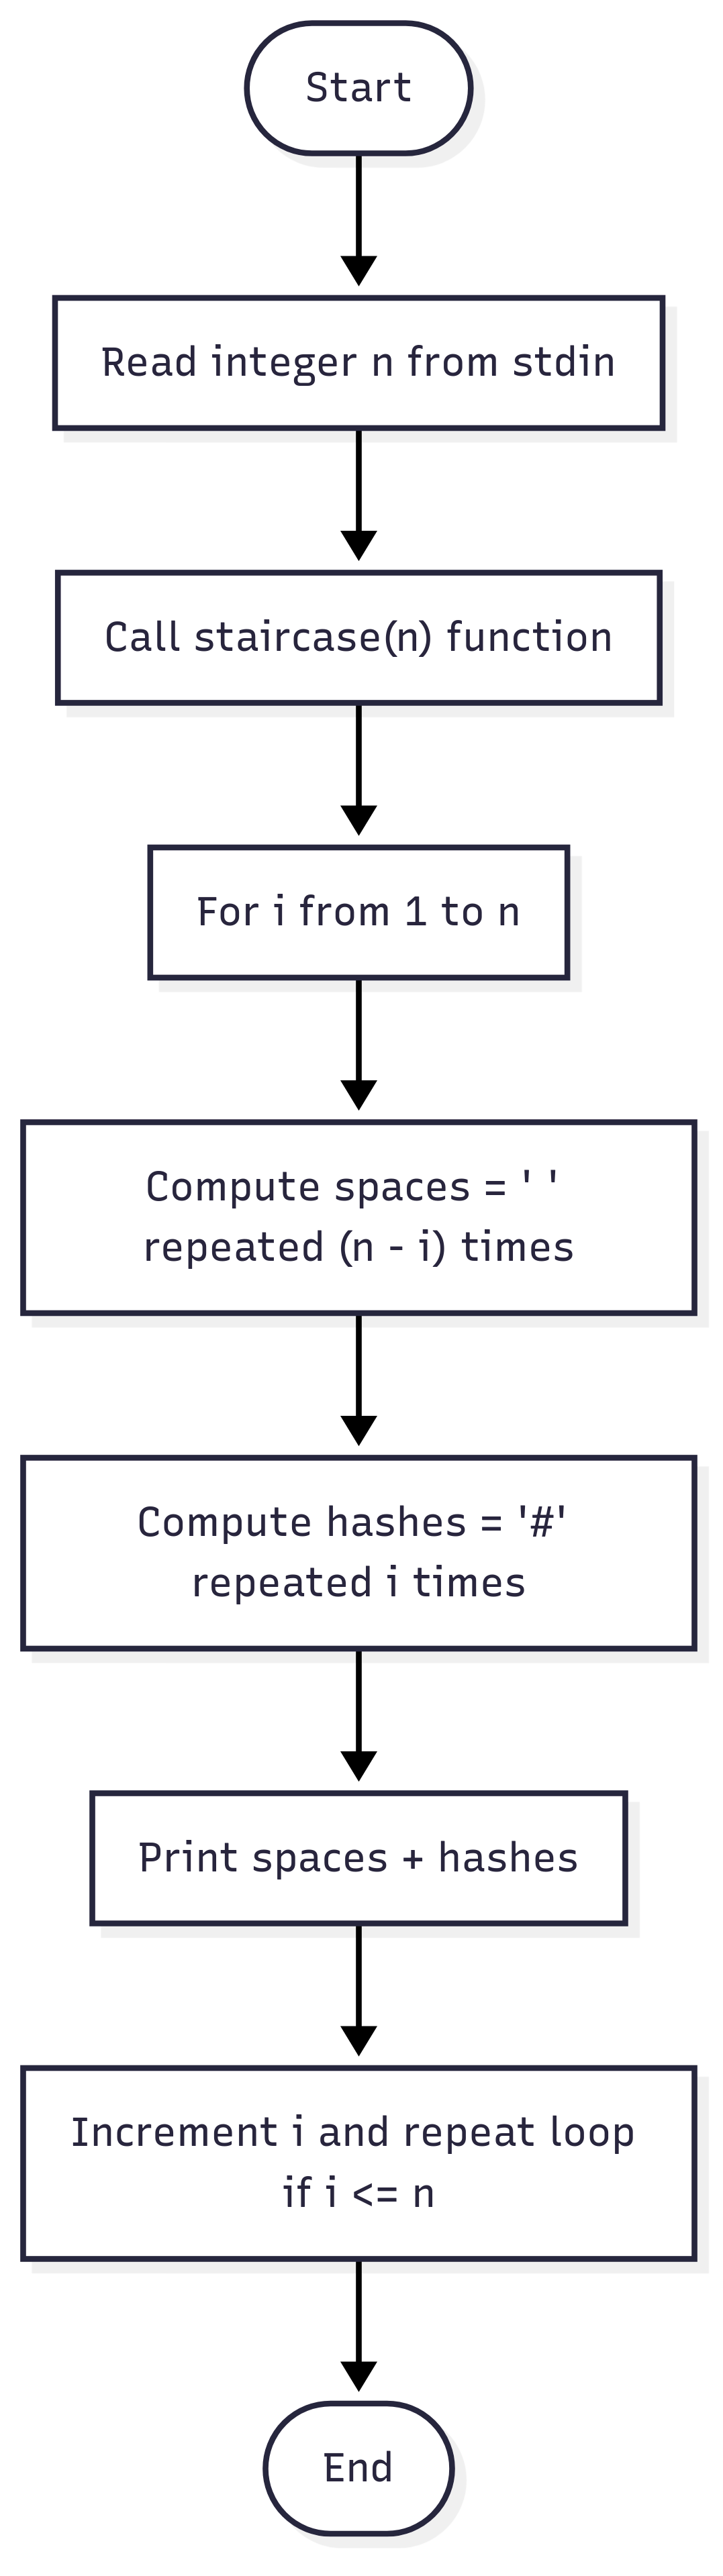 Start
Read integer n from stdin
Call staircase(n) function
For i from 1 to n
Compute spaces = ' '
repeated (n - i) times
Compute hashes = '#'
repeated i times
Print spaces + hashes
Increment i and repeat loop
if i <= n
End